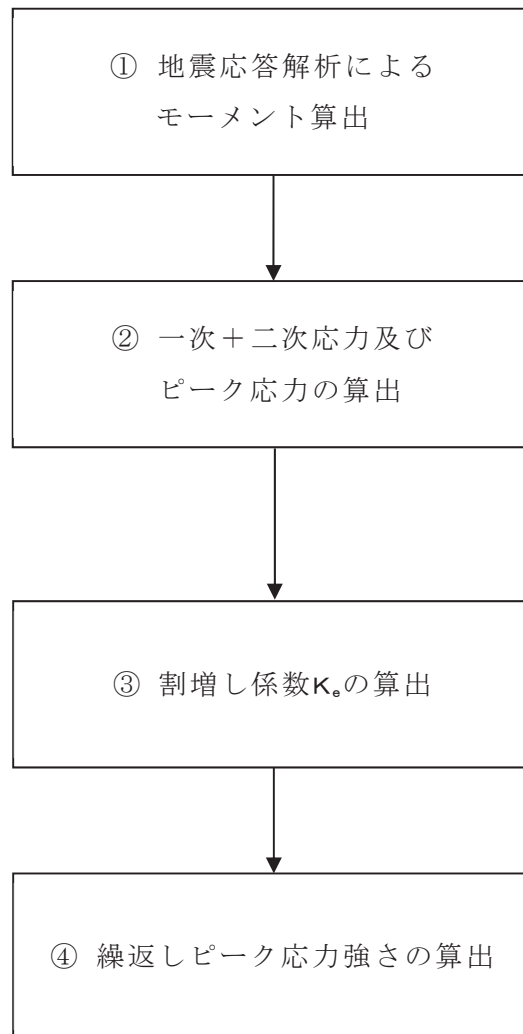 ① 地震応答解析による
モーメント算出
② 一次＋二次応力及び
ピーク応力の算出
③ 割増し係数Kₑの算出
④ 繰返しピーク応力強さの算出